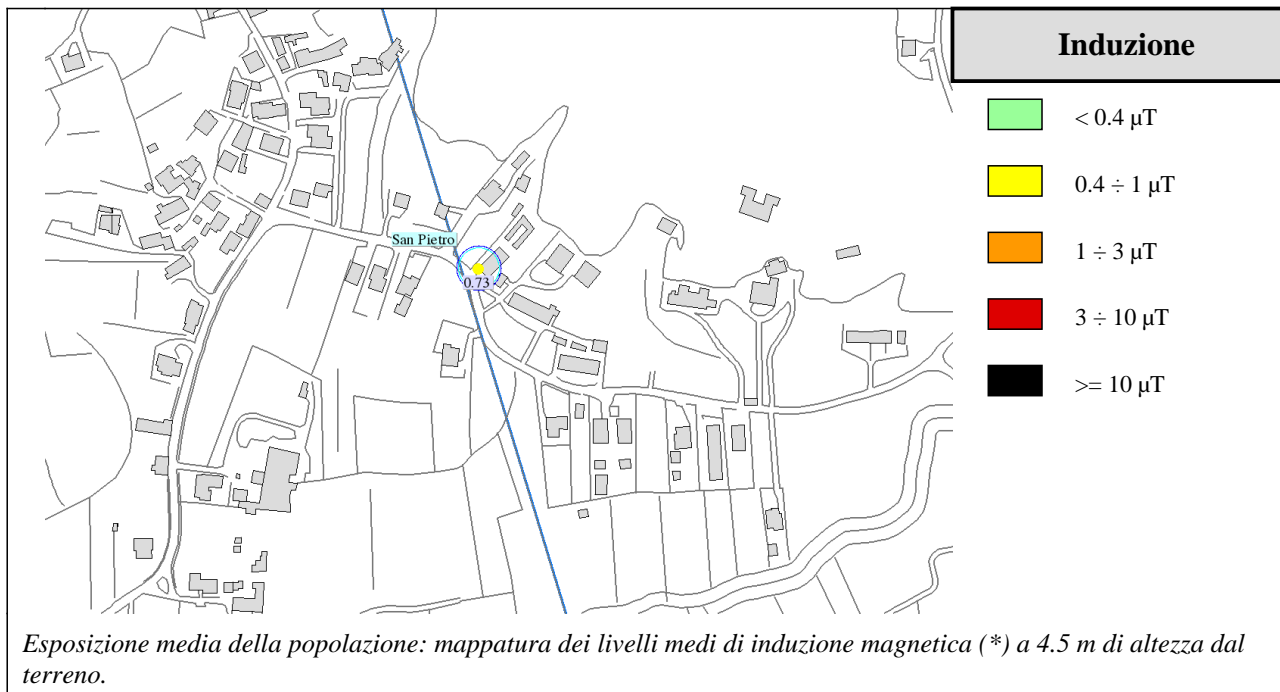 Induzione
< 0.4 µT
0.4 ÷ 1 µT
1 ÷ 3 µT
3 ÷ 10 µT
>= 10 µT
San Pietro
0.73
Esposizione media della popolazione: mappatura dei livelli medi di induzione magnetica (*) a 4.5 m di altezza dal
terreno.